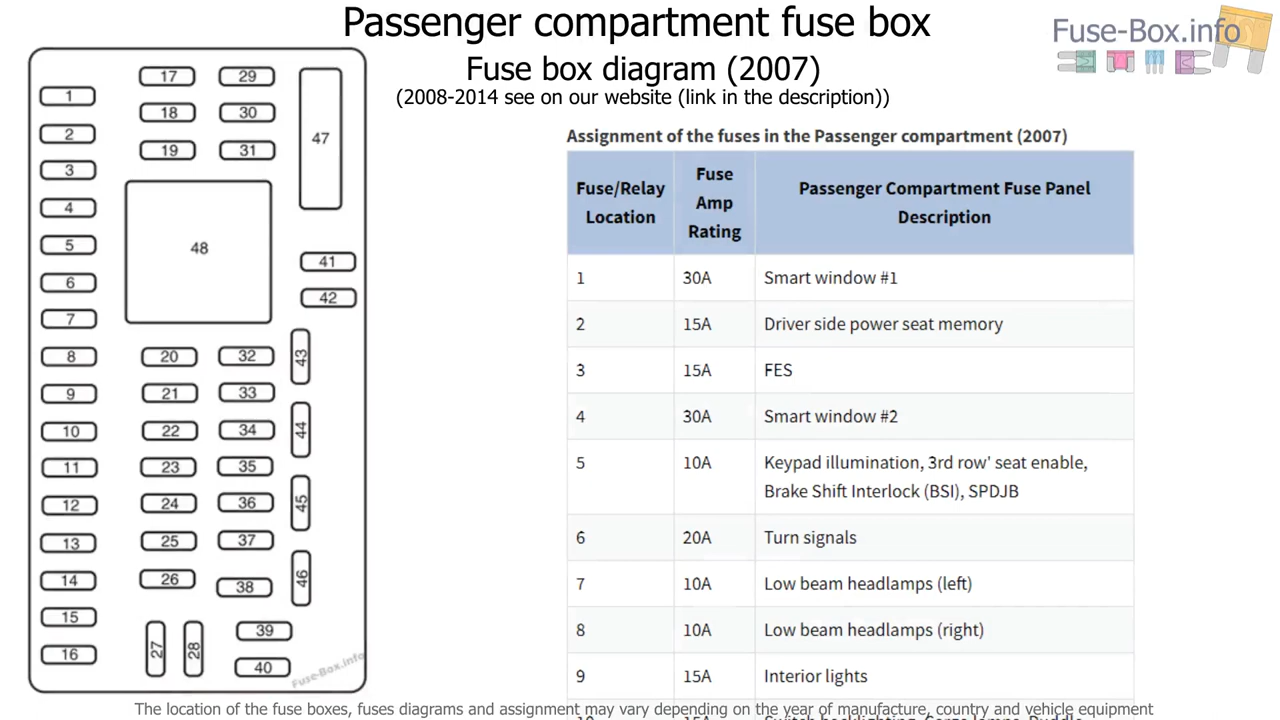 Passenger compartment fuse box
Fuse box diagram (2007)
(2008-2014 see on our website (link in the description))
Fuse-Box.info
1
2
3
4
5
6
7
8
9
10
11
12
13
14
15
16
17
18
19
29
30
31
47
48
41
42
20
21
22
23
24
25
26
32
33
34
35
36
37
38
43
44
45
46
27
28
39
40
Fuse-Box.info
Assignment of the fuses in the Passenger compartment (2007)
Fuse/Relay Location
Fuse Amp Rating
Passenger Compartment Fuse Panel Description
1 30A Smart window #1
2 15A Driver side power seat memory
3 15A FES
4 30A Smart window #2
5 10A Keypad illumination, 3rd row' seat enable,
Brake Shift Interlock (BSI), SPDJB
6 20A Turn signals
7 10A Low beam headlamps (left)
8 10A Low beam headlamps (right)
9 15A Interior lights
The location of the fuse boxes, fuses diagrams and assignment may vary depending on the year of manufacture, country and vehicle equipment